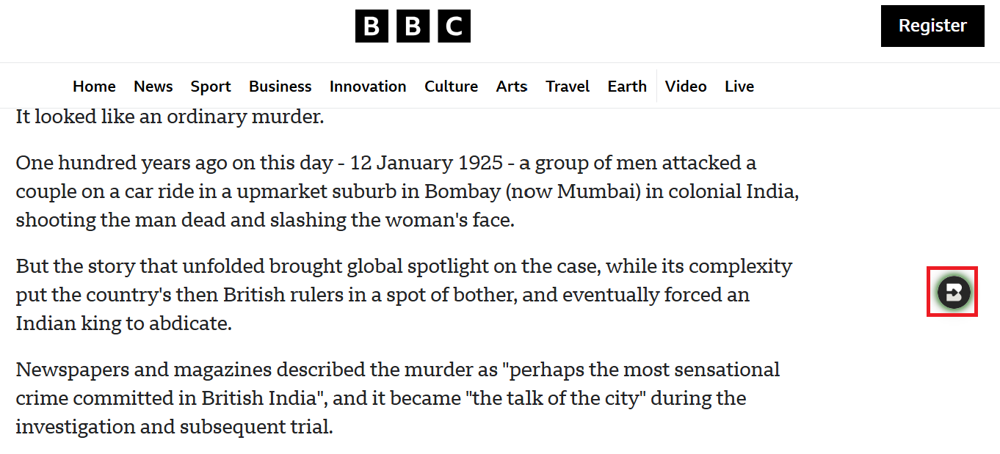 BBC
Register
Home News Sport Business Innovation Culture Arts Travel Earth Video Live
It looked like an ordinary murder.
One hundred years ago on this day - 12 January 1925 - a group of men attacked a
couple on a car ride in a upmarket suburb in Bombay (now Mumbai) in colonial India,
shooting the man dead and slashing the woman's face.
But the story that unfolded brought global spotlight on the case, while its complexity
put the country's then British rulers in a spot of bother, and eventually forced an
Indian king to abdicate.
Newspapers and magazines described the murder as "perhaps the most sensational
crime committed in British India", and it became "the talk of the city" during the
investigation and subsequent trial.